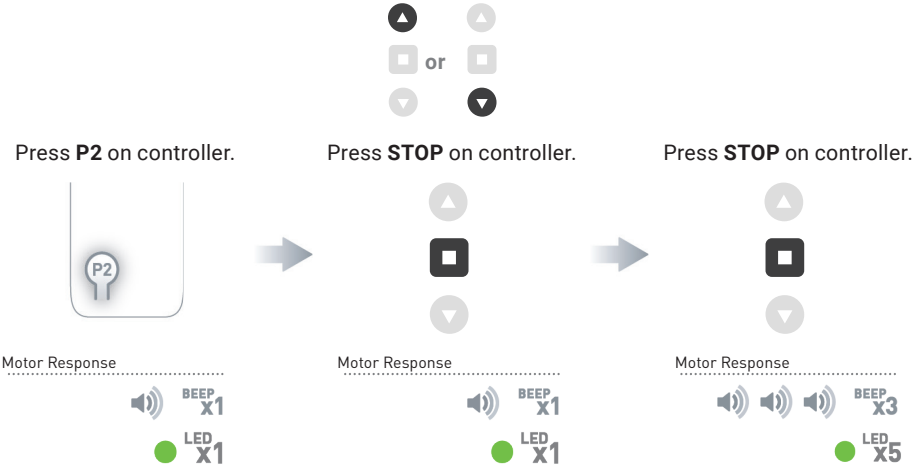 or
Press P2 on controller.
Press STOP on controller.
Press STOP on controller.
P2
Motor Response
Motor Response
Motor Response
BEEP x1
BEEP x1
BEEP x3
LED x1
LED x1
LED x5